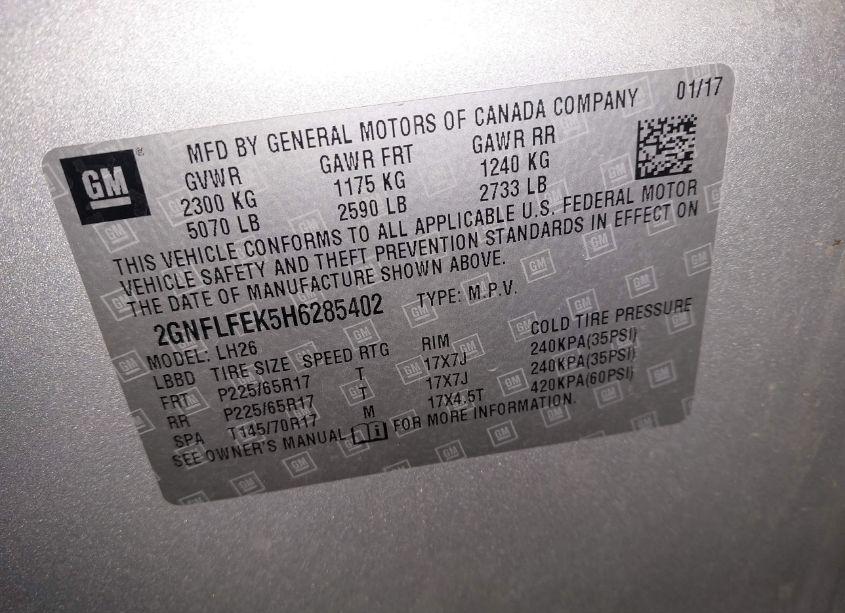 01/17
GM
MFD BY GENERAL MOTORS OF CANADA COMPANY
GVWR GAWR FRT GAWR RR
2300 KG 1175 KG 1240 KG
5070 LB 2590 LB 2733 LB
THIS VEHICLE CONFORMS TO ALL APPLICABLE U.S. FEDERAL MOTOR
VEHICLE SAFETY AND THEFT PREVENTION STANDARDS IN EFFECT ON
THE DATE OF MANUFACTURE SHOWN ABOVE.
2GNFLFEK5H6285402 TYPE: M.P.V.
MODEL: LH26
LBBD TIRE SIZE SPEED RTG RIM COLD TIRE PRESSURE
FRT P225/65R17 T 17X7J 240KPA(35PSI)
RR P225/65R17 T 17X7J 240KPA(35PSI)
SPA T145/70R17 M 17X4.5T 420KPA(60PSI)
SEE OWNER'S MANUAL FOR MORE INFORMATION.